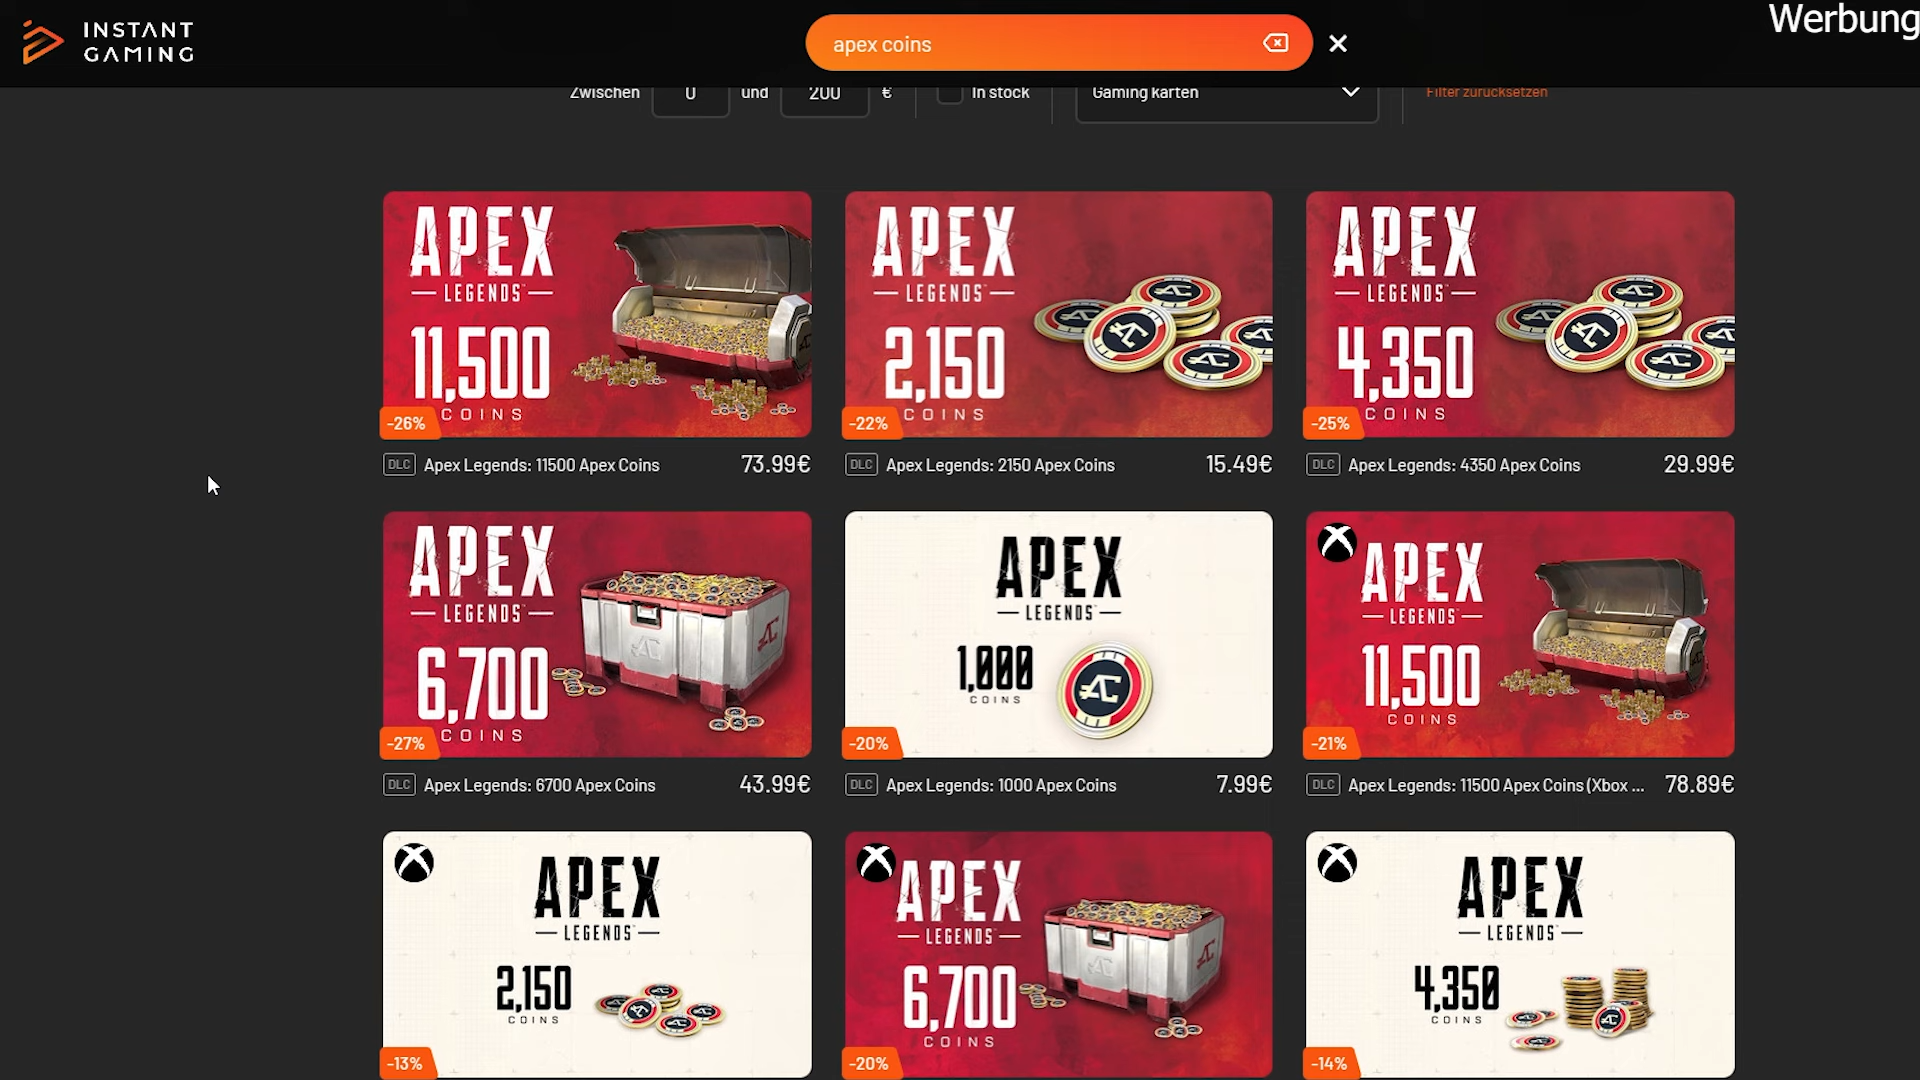 INSTANT
GAMING
apex coins
Werbung
Zwischen 0 und 200 € In stock Gaming karten Filter zurücksetzen
APEX
LEGENDS
11,500
COINS
-26%
DLC Apex Legends: 11500 Apex Coins 73.99€
APEX
LEGENDS
2,150
COINS
-22%
DLC Apex Legends: 2150 Apex Coins 15.49€
APEX
LEGENDS
4,350
COINS
-25%
DLC Apex Legends: 4350 Apex Coins 29.99€
APEX
LEGENDS
6,700
COINS
-27%
DLC Apex Legends: 6700 Apex Coins 43.99€
APEX
LEGENDS
1,000
COINS
-20%
DLC Apex Legends: 1000 Apex Coins 7.99€
APEX
LEGENDS
11,500
COINS
-21%
DLC Apex Legends: 11500 Apex Coins (Xbox ... 78.89€
APEX
LEGENDS
2,150
COINS
-13%
APEX
LEGENDS
6,700
COINS
-20%
APEX
LEGENDS
4,350
COINS
-14%